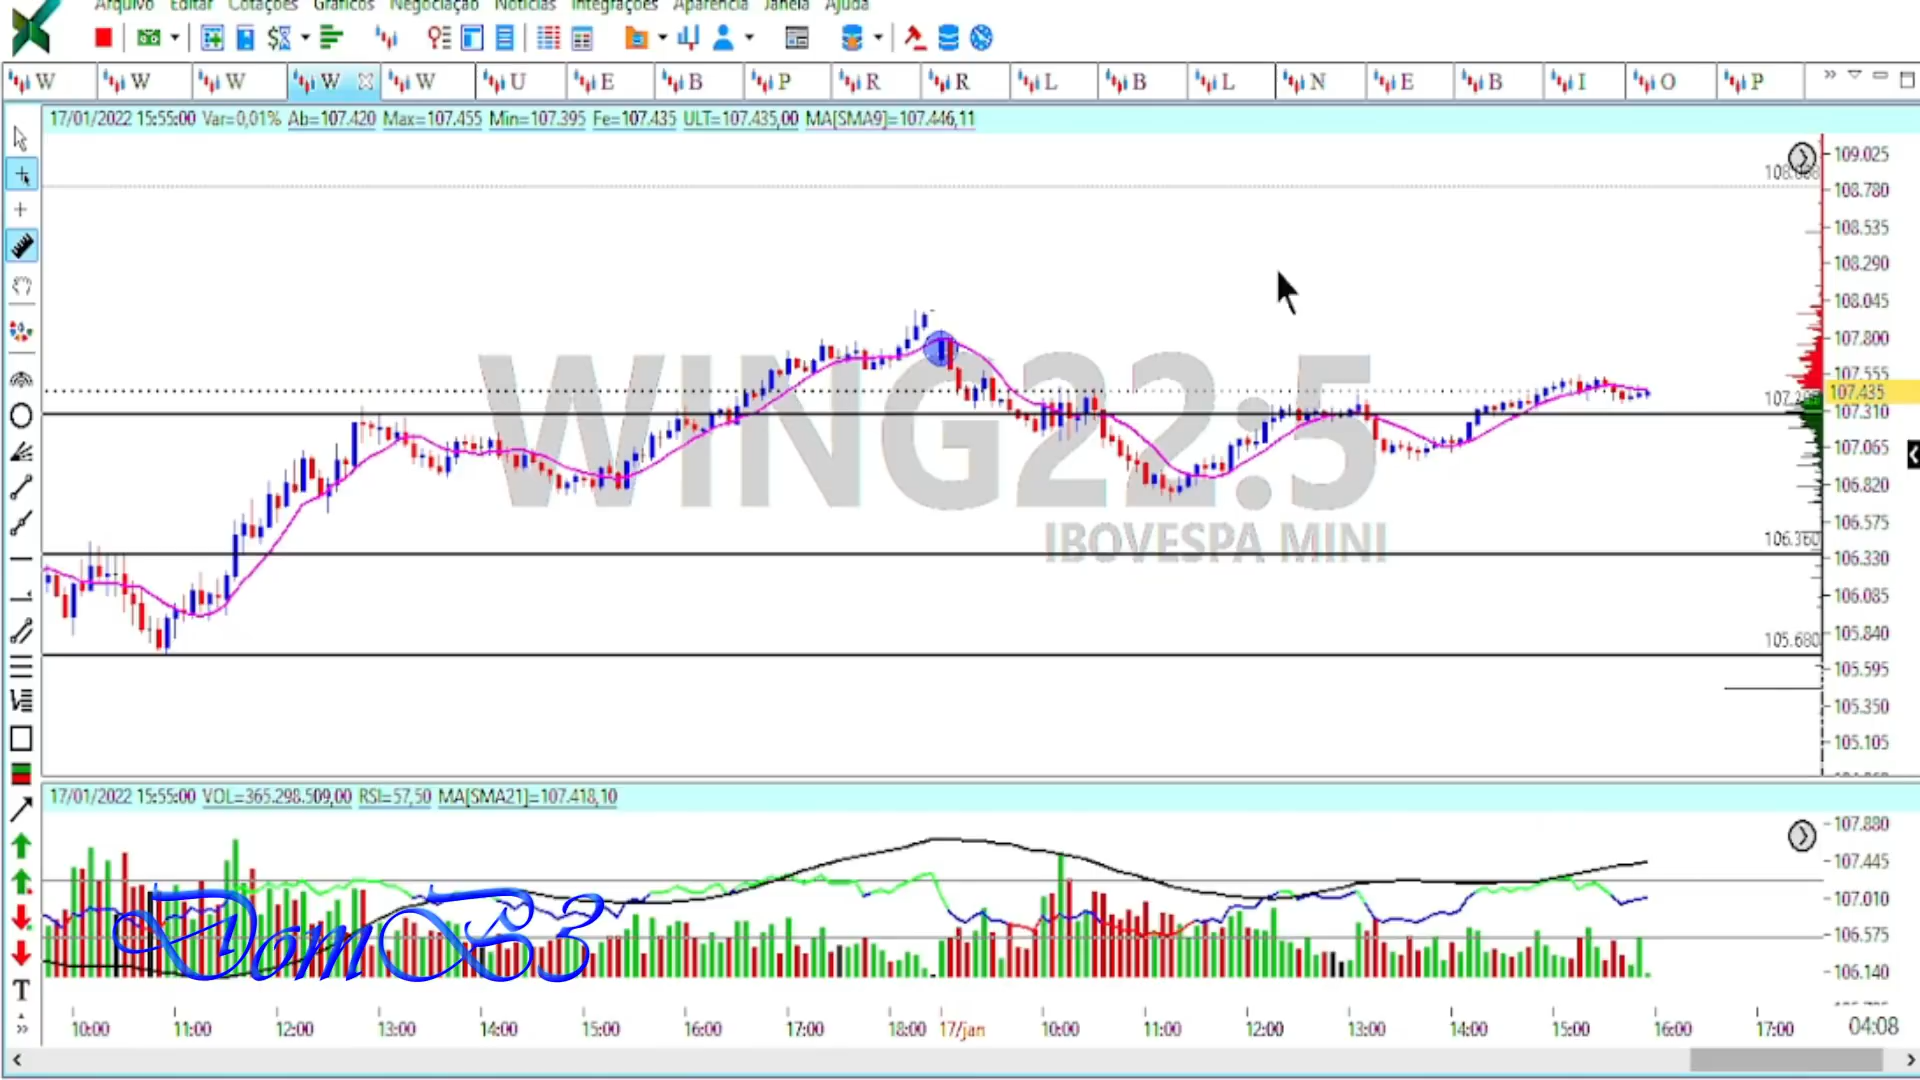 Arquivo Editar Cotações Gráficos Negociação Notícias Integrações Aparência Janela Ajuda
W W W W W U E B P R R L B L N E B I O P
17/01/2022 15:55:00 Var=0,01% Ab=107.420 Max=107.455 Min=107.395 Fe=107.435 ULT=107.435,00 MA[SMA9]=107.446,11
109.025
108.780
108.535
108.290
108.045
107.800
107.555
107.435
107.310
107.065
106.820
106.575
106.360
106.330
106.085
105.840
105.680
105.595
105.350
105.105
WING22:5
IBOVESPA MINI
17/01/2022 15:55:00 VOL=365.298.509,00 RSI=57,50 MA[SMA21]=107.418,10
107.880
107.445
107.010
106.575
106.140
DomB3
T
10:00 11:00 12:00 13:00 14:00 15:00 16:00 17:00 18:00 17/jan 10:00 11:00 12:00 13:00 14:00 15:00 16:00 17:00 04:08